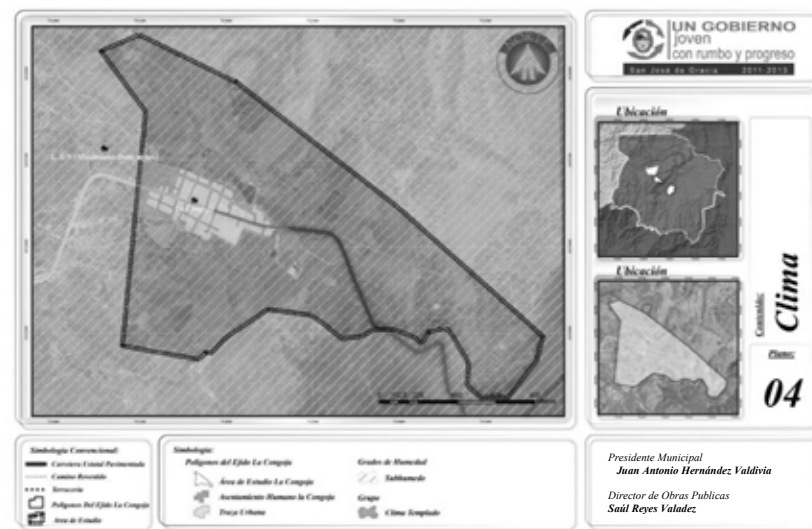 UN GOBIERNO
joven
con rumbo y progreso
San José de Gracia 2011-2013
Ubicación
Ubicación
Contenido:
Clima
Plano:
04
Simbología Convencional:
Carretera Estatal Pavimentada
Camino Revestido
Terracería
Polígonos Del Ejido La Congoja
Area de Estudio
Simbología:
Polígonos del Ejido La Congoja
Área de Estudio La Congoja
Asentamiento Humano la Congoja
Traza Urbana
Grados de Humedad
Subhumedo
Grupo
Clima Templado
Presidente Municipal
Juan Antonio Hernández Valdivia
Director de Obras Publicas
Saúl Reyes Valadez